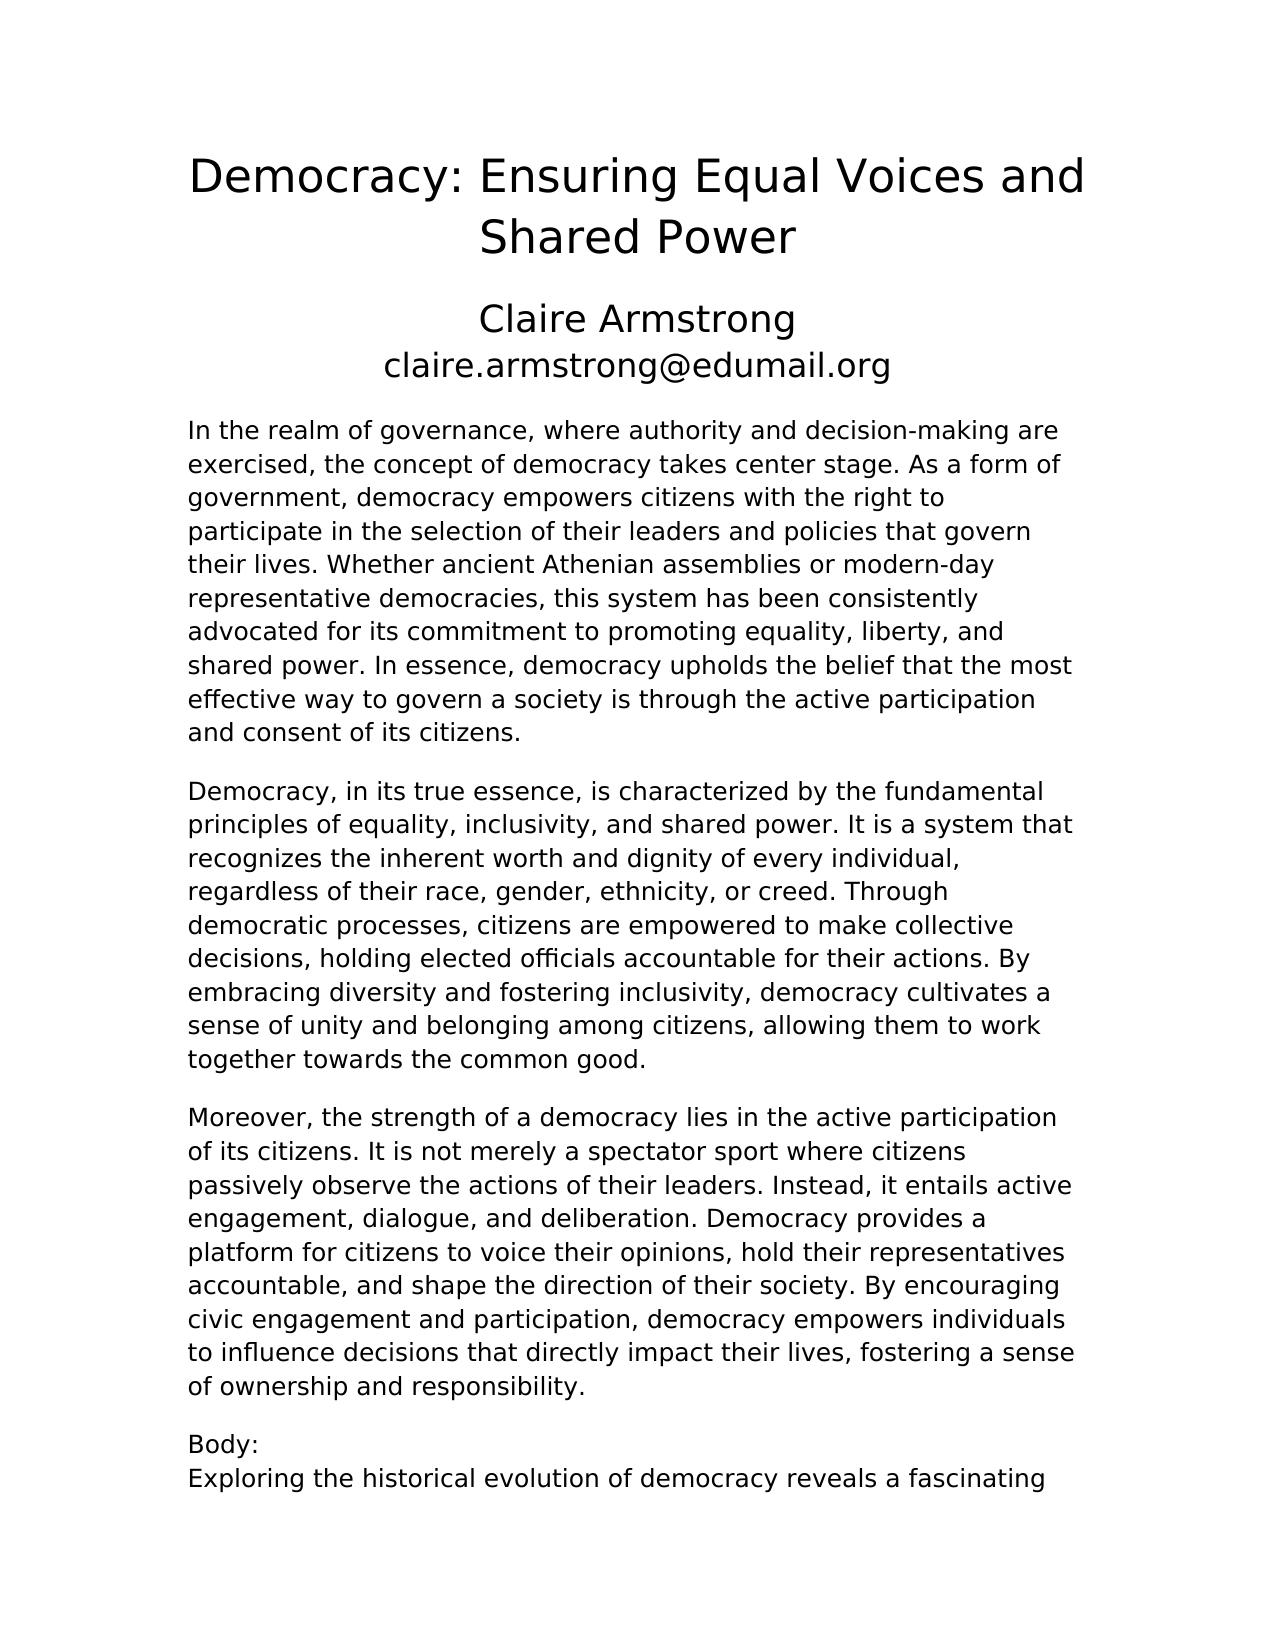 Democracy: Ensuring Equal Voices and
Shared Power
Claire Armstrong
claire.armstrong@edumail.org
In the realm of governance, where authority and decision-making are
exercised, the concept of democracy takes center stage. As a form of
government, democracy empowers citizens with the right to
participate in the selection of their leaders and policies that govern
their lives. Whether ancient Athenian assemblies or modern-day
representative democracies, this system has been consistently
advocated for its commitment to promoting equality, liberty, and
shared power. In essence, democracy upholds the belief that the most
effective way to govern a society is through the active participation
and consent of its citizens.
Democracy, in its true essence, is characterized by the fundamental
principles of equality, inclusivity, and shared power. It is a system that
recognizes the inherent worth and dignity of every individual,
regardless of their race, gender, ethnicity, or creed. Through
democratic processes, citizens are empowered to make collective
decisions, holding elected officials accountable for their actions. By
embracing diversity and fostering inclusivity, democracy cultivates a
sense of unity and belonging among citizens, allowing them to work
together towards the common good.
Moreover, the strength of a democracy lies in the active participation
of its citizens. It is not merely a spectator sport where citizens
passively observe the actions of their leaders. Instead, it entails active
engagement, dialogue, and deliberation. Democracy provides a
platform for citizens to voice their opinions, hold their representatives
accountable, and shape the direction of their society. By encouraging
civic engagement and participation, democracy empowers individuals
to influence decisions that directly impact their lives, fostering a sense
of ownership and responsibility.
Body:
Exploring the historical evolution of democracy reveals a fascinating